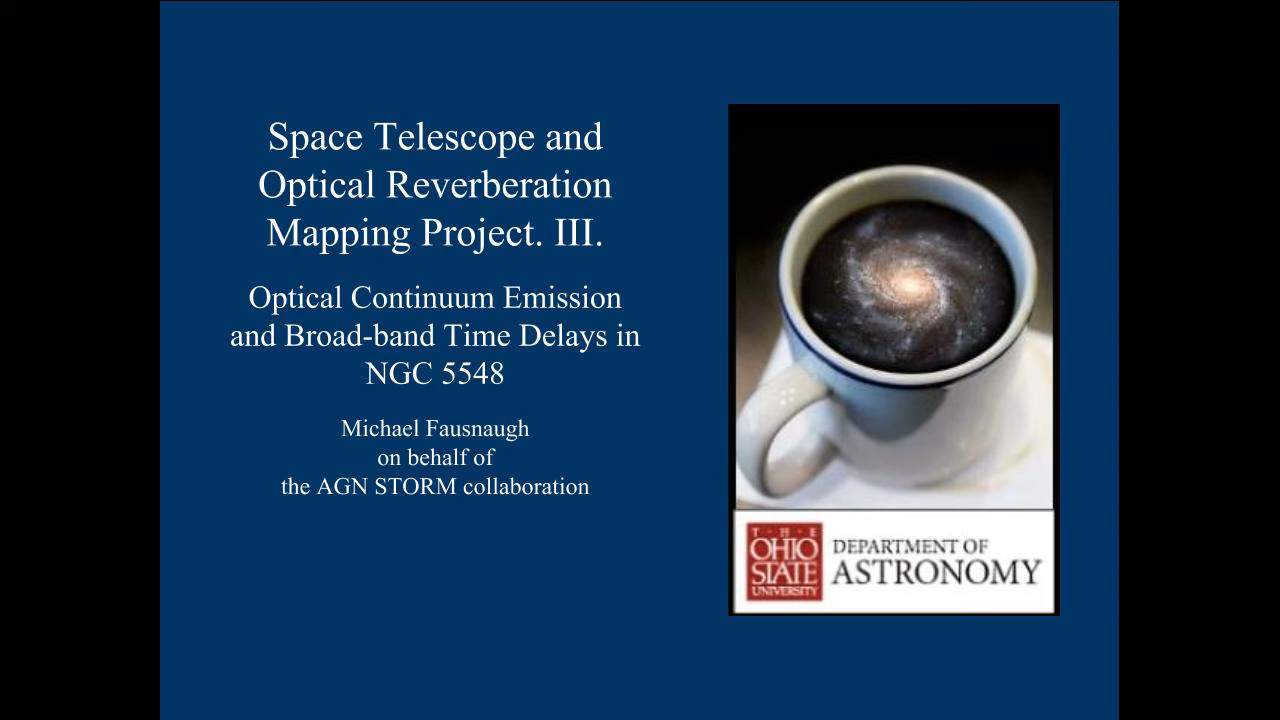 Space Telescope and
Optical Reverberation
Mapping Project. III.
Optical Continuum Emission
and Broad-band Time Delays in
NGC 5548
Michael Fausnaugh
on behalf of
the AGN STORM collaboration
T · H · E
OHIO
STATE
UNIVERSITY
DEPARTMENT OF
ASTRONOMY